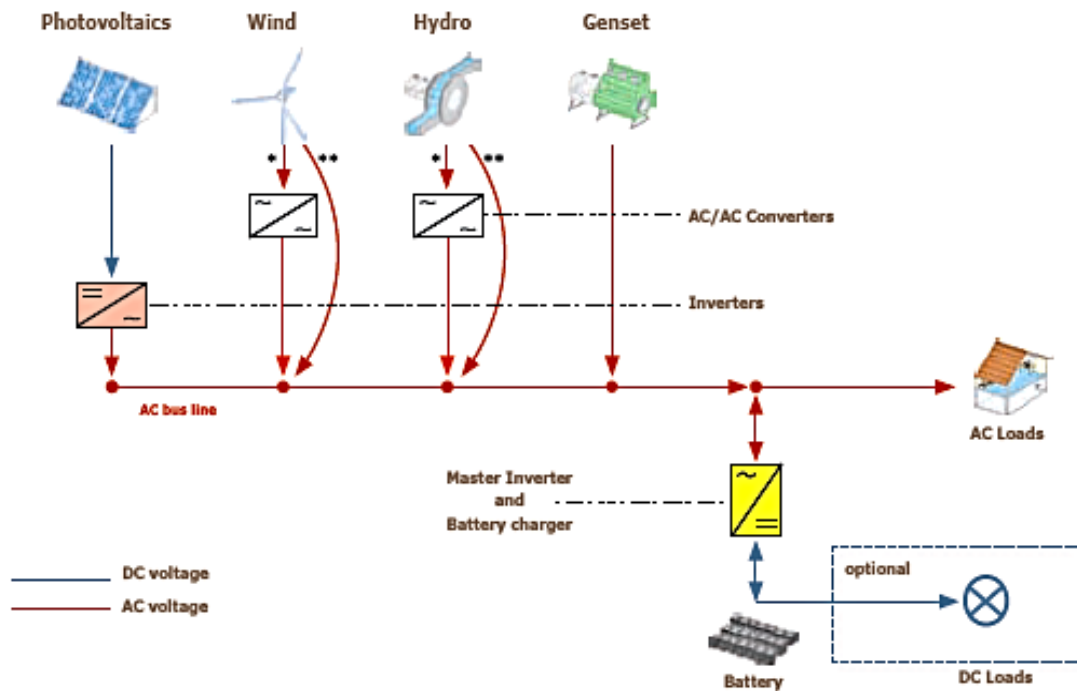 Photovoltaics
Wind
Hydro
Genset
* **
* **
AC/AC Converters
Inverters
AC bus line
AC Loads
Master Inverter
and
Battery charger
DC voltage
AC voltage
optional
Battery
DC Loads